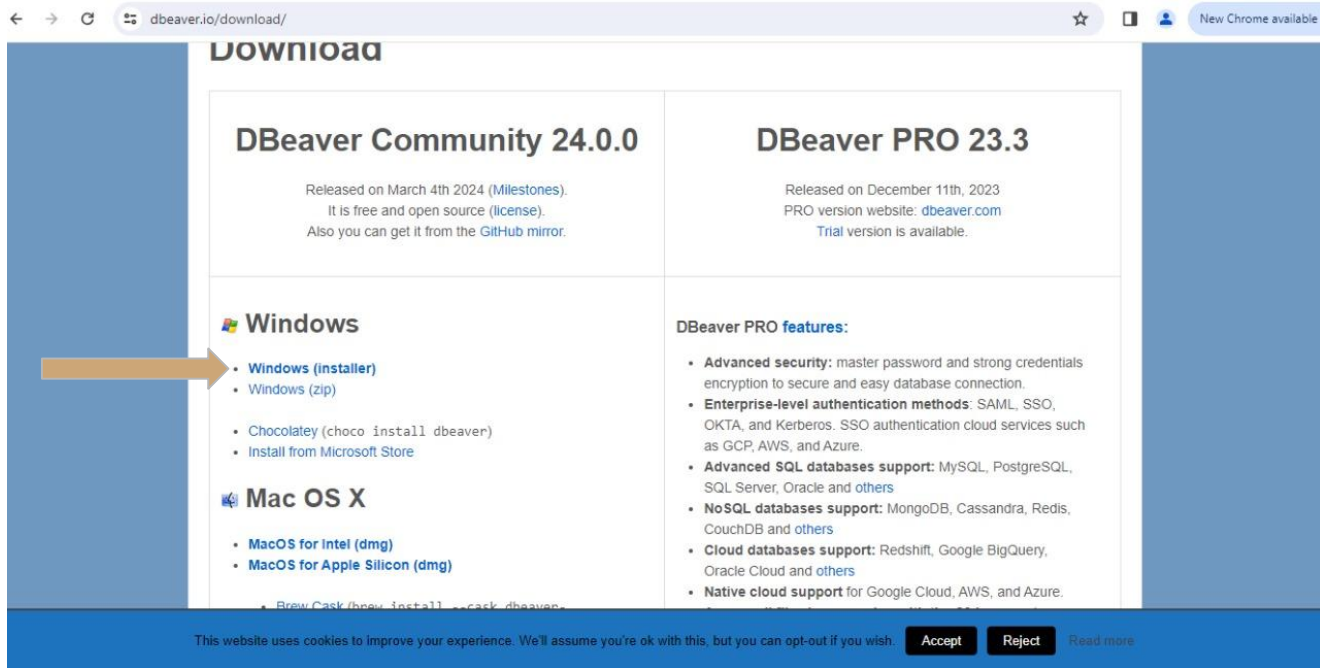 dbeaver.io/download/
New Chrome available
Download
DBeaver Community 24.0.0
Released on March 4th 2024 (Milestones).
It is free and open source (license).
Also you can get it from the GitHub mirror.
DBeaver PRO 23.3
Released on December 11th, 2023
PRO version website: dbeaver.com
Trial version is available.
Windows
• Windows (installer)
• Windows (zip)
• Chocolatey (choco install dbeaver)
• Install from Microsoft Store
Mac OS X
• MacOS for Intel (dmg)
• MacOS for Apple Silicon (dmg)
• Brew Cask (brew install --cask dbeaver-
DBeaver PRO features:
• Advanced security: master password and strong credentials
encryption to secure and easy database connection.
• Enterprise-level authentication methods: SAML, SSO,
OKTA, and Kerberos. SSO authentication cloud services such
as GCP, AWS, and Azure.
• Advanced SQL databases support: MySQL, PostgreSQL,
SQL Server, Oracle and others
• NoSQL databases support: MongoDB, Cassandra, Redis,
CouchDB and others
• Cloud databases support: Redshift, Google BigQuery,
Oracle Cloud and others
• Native cloud support for Google Cloud, AWS, and Azure.
This website uses cookies to improve your experience. We'll assume you're ok with this, but you can opt-out if you wish. Accept Reject Read more